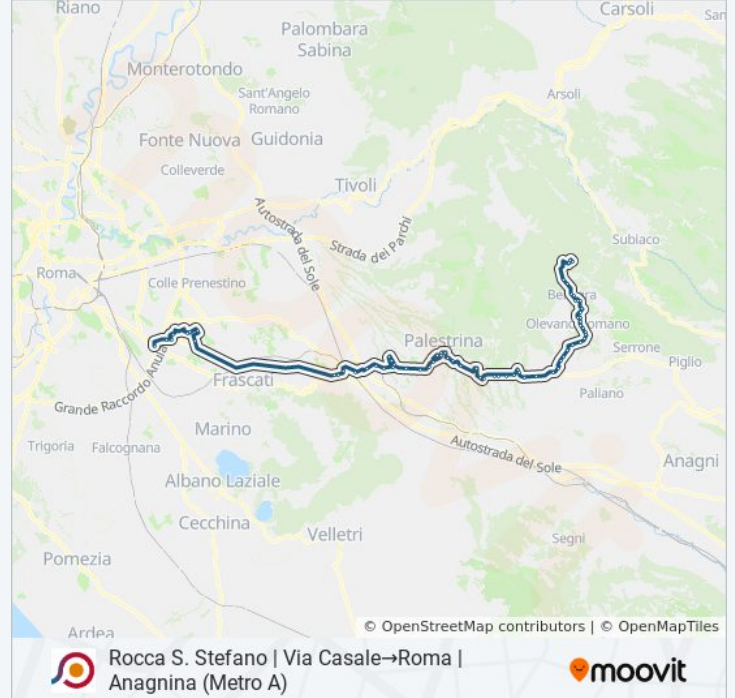 Riano
Carsoli
Palombara
Sabina
Monterotondo
Sant'Angelo
Romano
Arsoli
Fonte Nuova
Guidonia
Colleverde
Tivoli
Autostrada del Sole
Strada dei Parchi
Subiaco
Roma
Colle Prenestino
Olevano Romano
Palestrina
Serrone
Piglio
Grande Raccordo Anula
Frascati
Paliano
Marino
Trigoria
Falcognana
Autostrada del Sole
Anagni
Albano Laziale
Cecchina
Velletri
Segni
Pomezia
Ardea
© OpenStreetMap contributors | © OpenMapTiles
Rocca S. Stefano | Via Casale→Roma |
Anagnina (Metro A)
moovit